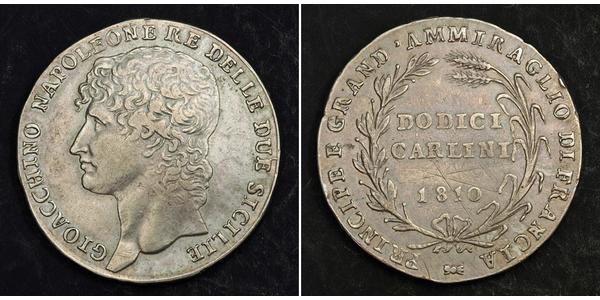 GIOACCHINO NAPOLEONE RE DELLE DUE SICILIE
PRINCIPE E GRAND'AMMIRAGLIO DI FRANCIA
DODICI
CARLINI
1810